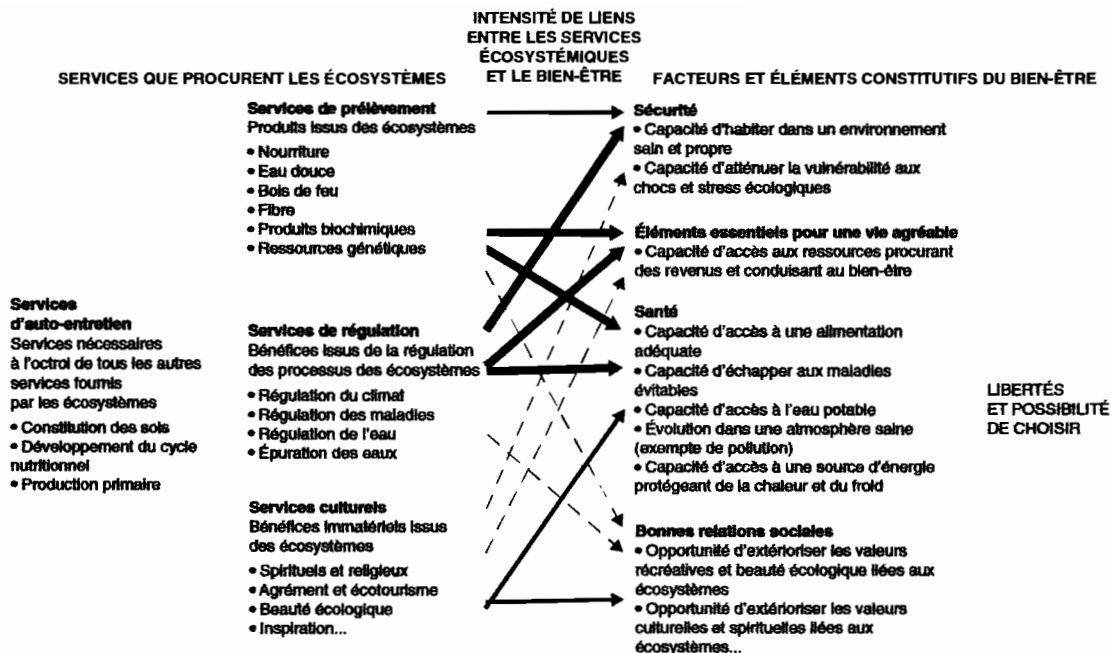 INTENSITÉ DE LIENS
ENTRE LES SERVICES
ÉCOSYSTÉMIQUES
ET LE BIEN-ÊTRE
SERVICES QUE PROCURENT LES ÉCOSYSTÈMES
FACTEURS ET ÉLÉMENTS CONSTITUTIFS DU BIEN-ÊTRE
Services
d'auto-entretien
Services nécessaires
à l'octroi de tous les autres
services fournis
par les écosystèmes
• Constitution des sols
• Développement du cycle
nutritionnel
• Production primaire
Services de prélèvement
Produits issus des écosystèmes
• Nourriture
• Eau douce
• Bois de feu
• Fibre
• Produits biochimiques
• Ressources génétiques
Services de régulation
Bénéfices issus de la régulation
des processus des écosystèmes
• Régulation du climat
• Régulation des maladies
• Régulation de l'eau
• Épuration des eaux
Services culturels
Bénéfices immatériels issus
des écosystèmes
• Spirituels et religieux
• Agrément et écotourisme
• Beauté écologique
• Inspiration...
Sécurité
• Capacité d'habiter dans un environnement
sain et propre
• Capacité d'atténuer la vulnérabilité aux
chocs et stress écologiques
Éléments essentiels pour une vie agréable
• Capacité d'accès aux ressources procurant
des revenus et conduisant au bien-être
Santé
• Capacité d'accès à une alimentation
adéquate
• Capacité d'échapper aux maladies
évitables
• Capacité d'accès à l'eau potable
• Évolution dans une atmosphère saine
(exempte de pollution)
• Capacité d'accès à une source d'énergie
protégeant de la chaleur et du froid
Bonnes relations sociales
• Opportunité d'extérioriser les valeurs
récréatives et beauté écologique liées aux
écosystèmes
• Opportunité d'extérioriser les valeurs
culturelles et spirituelles liées aux
écosystèmes...
LIBERTÉS
ET POSSIBILITÉ
DE CHOISIR